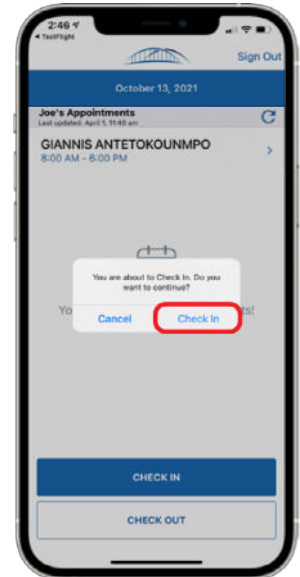 2:46
TestFlight
Sign Out
October 13, 2021
Joe's Appointments
Last updated: April 1, 11:40 am
GIANNIS ANTETOKOUNMPO
8:00 AM - 6:00 PM
You are about to Check In. Do you
want to continue?
Yo
Cancel
Check In
ts!
CHECK IN
CHECK OUT